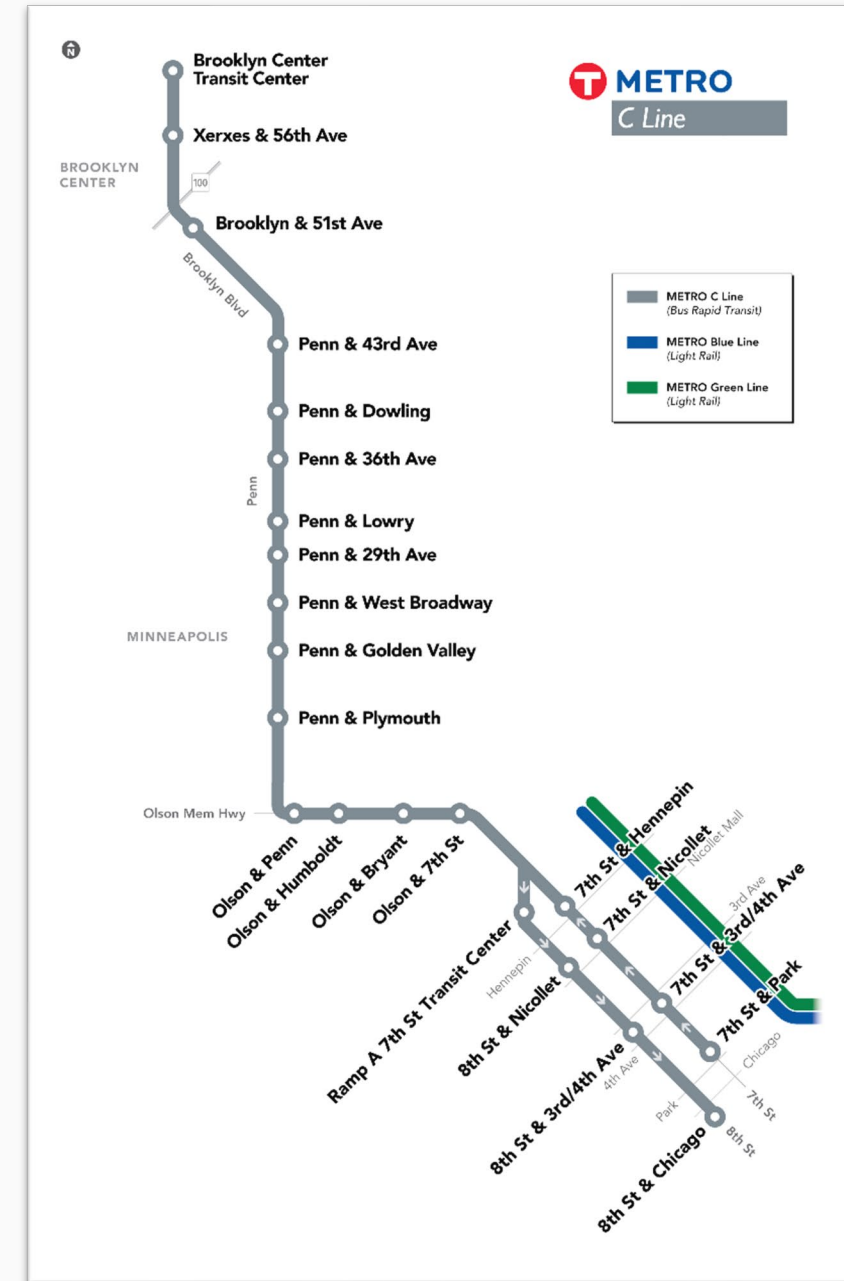 N
Brooklyn Center
Transit Center
T METRO
C Line
Xerxes & 56th Ave
BROOKLYN
CENTER
100
Brooklyn & 51st Ave
Brooklyn Blvd
METRO C Line
(Bus Rapid Transit)
METRO Blue Line
(Light Rail)
METRO Green Line
(Light Rail)
Penn & 43rd Ave
Penn & Dowling
Penn & 36th Ave
Penn
Penn & Lowry
Penn & 29th Ave
Penn & West Broadway
MINNEAPOLIS
Penn & Golden Valley
Penn & Plymouth
Olson Mem Hwy
Olson & Penn
Olson & Humboldt
Olson & Bryant
Olson & 7th St
7th St & Hennepin
7th St & Nicollet
Nicollet Mall
7th St & 3rd/4th Ave
3rd Ave
7th St & Park
Ramp A 7th St Transit Center
Hennepin
8th St & Nicollet
8th St & 3rd/4th Ave
4th Ave
Park
Chicago
7th St
8th St
8th St & Chicago